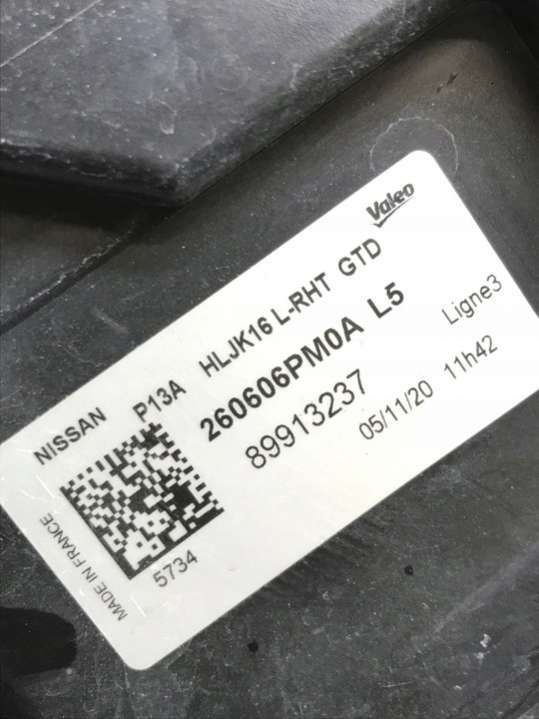 Valeo
NISSAN P13A HLJK16 L-RHT GTD
260606PM0A L5
89913237
05/11/20 11h42 Ligne3
5734
MADE IN FRANCE